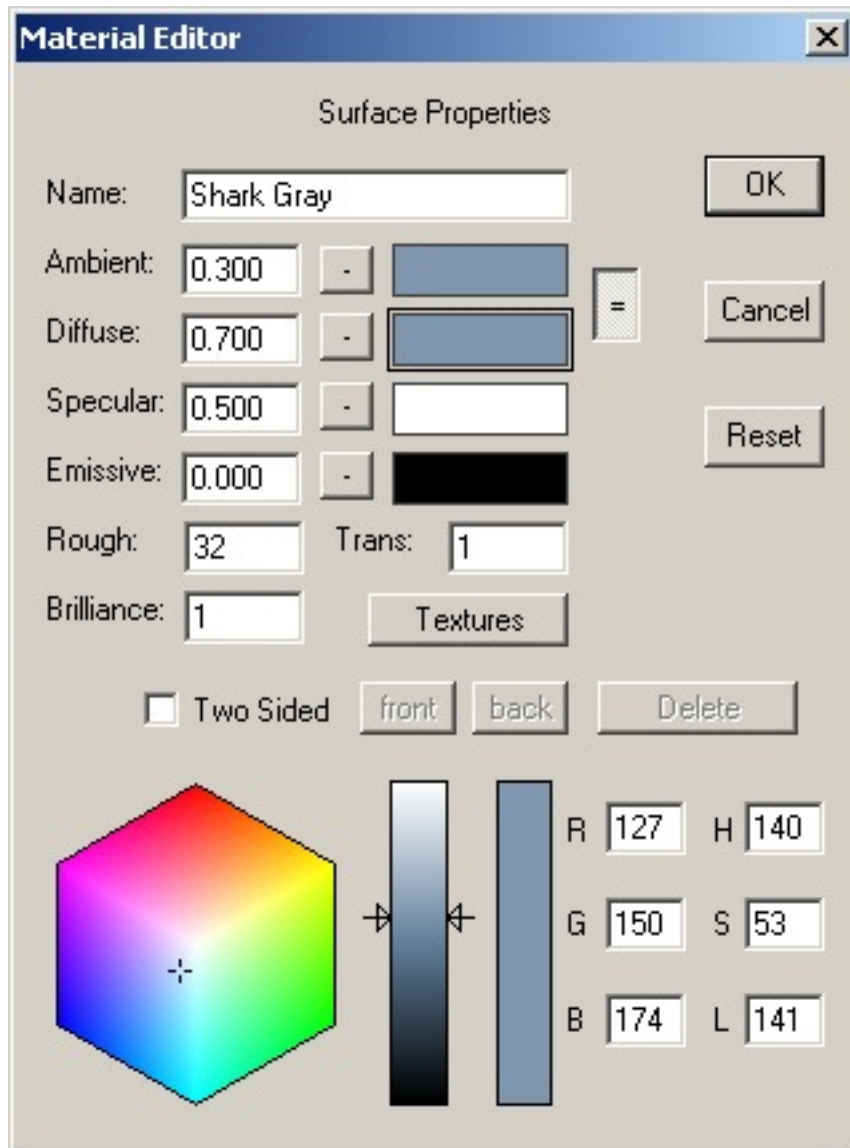 Material Editor
Surface Properties
Name: Shark Gray OK
Ambient: 0.300 - =
Diffuse: 0.700 - Cancel
Specular: 0.500 -
Emissive: 0.000 - Reset
Rough: 32 Trans: 1
Brilliance: 1 Textures
Two Sided front back Delete
R 127 H 140
G 150 S 53
B 174 L 141